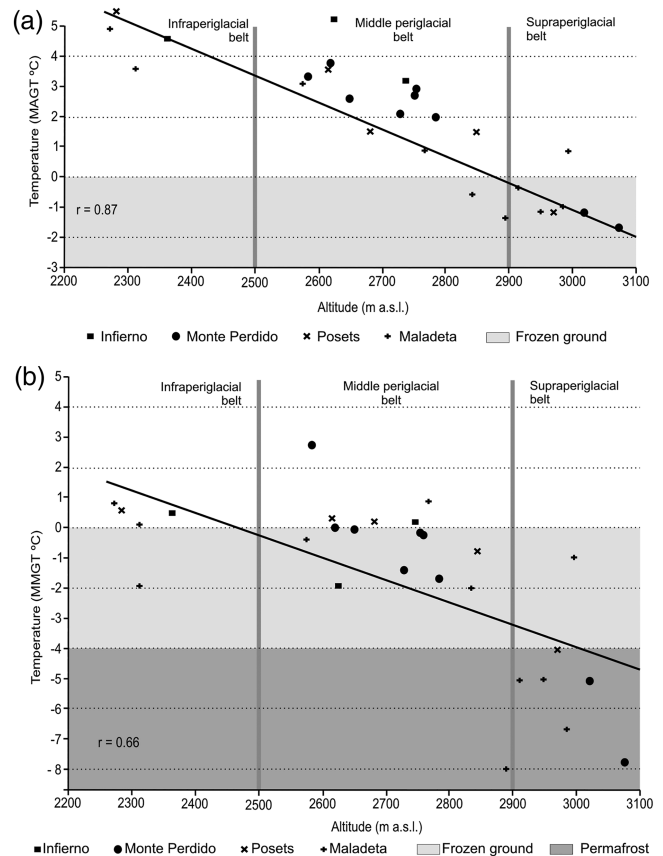 (a)
Infraperiglacial belt
Middle periglacial belt
Supraperiglacial belt
Temperature (MAGT ºC)
5
4
3
2
1
0
-1
-2
-3
r = 0.87
2200 2300 2400 2500 2600 2700 2800 2900 3000 3100
Altitude (m a.s.l.)
Infierno Monte Perdido Posets Maladeta Frozen ground
(b)
Infraperiglacial belt
Middle periglacial belt
Supraperiglacial belt
Temperature (MMGT ºC)
5
4
3
2
1
0
-1
-2
-3
-4
-5
-6
-7
- 8
r = 0.66
2200 2300 2400 2500 2600 2700 2800 2900 3000 3100
Altitude (m a.s.l.)
Infierno Monte Perdido Posets Maladeta Frozen ground Permafrost